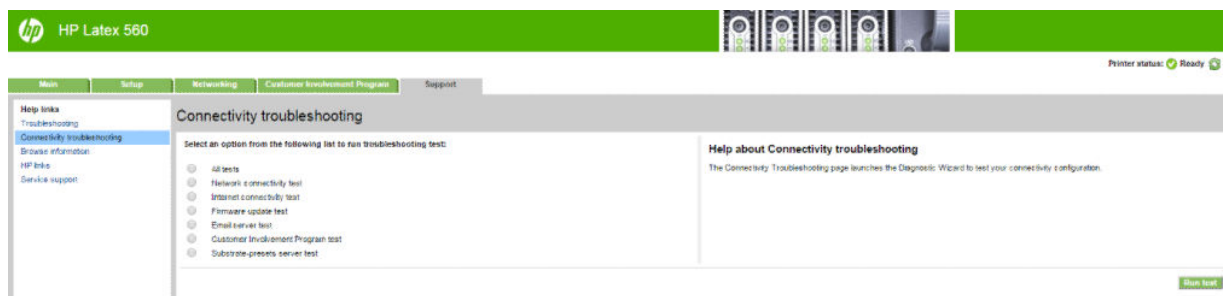 hp HP Latex 560
Printer status: Ready
Main Setup Networking Customer Involvement Program Support
Help links
Troubleshooting
Connectivity troubleshooting
Browse information
HP links
Service support
Connectivity troubleshooting
Select an option from the following list to run troubleshooting test:
All tests
Network connectivity test
Internet connectivity test
Firmware update test
Email server test
Customer Involvement Program test
Substrate-presets server test
Help about Connectivity troubleshooting
The Connectivity Troubleshooting page launches the Diagnostic Wizard to test your connectivity configuration.
Run test